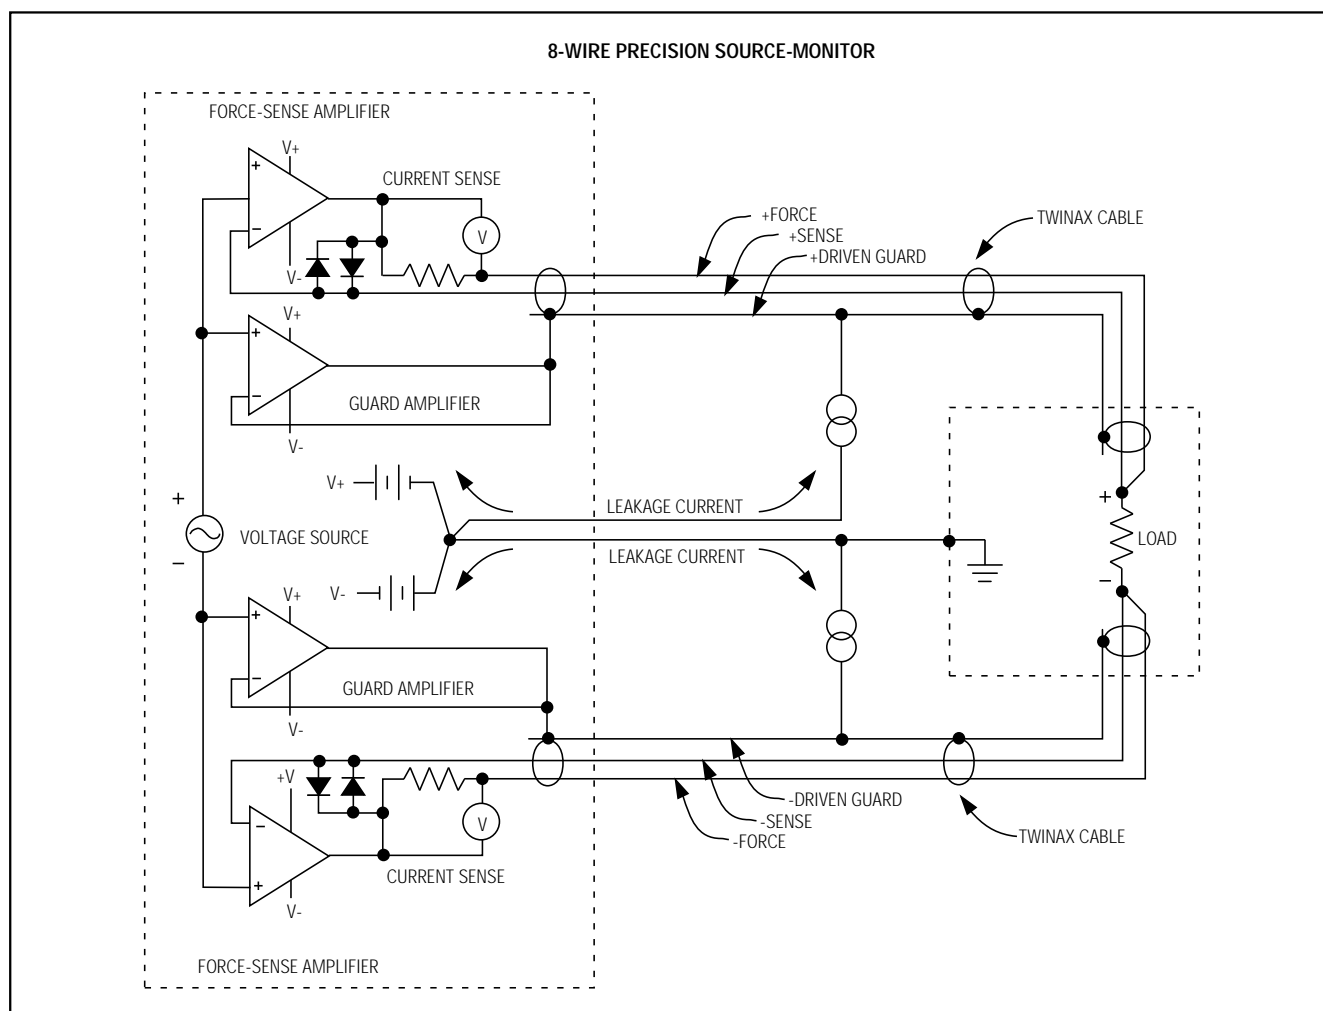 8-WIRE PRECISION SOURCE-MONITOR
FORCE-SENSE AMPLIFIER
V+
+
CURRENT SENSE
−
V
V-
+FORCE
+SENSE
+DRIVEN GUARD
TWINAX CABLE
V+
+
−
GUARD AMPLIFIER
V-
V+
LEAKAGE CURRENT
+
−
VOLTAGE SOURCE
LEAKAGE CURRENT
V-
+
LOAD
−
V+
+
−
GUARD AMPLIFIER
V-
+V
−
+
V
V-
CURRENT SENSE
-DRIVEN GUARD
-SENSE
-FORCE
TWINAX CABLE
FORCE-SENSE AMPLIFIER